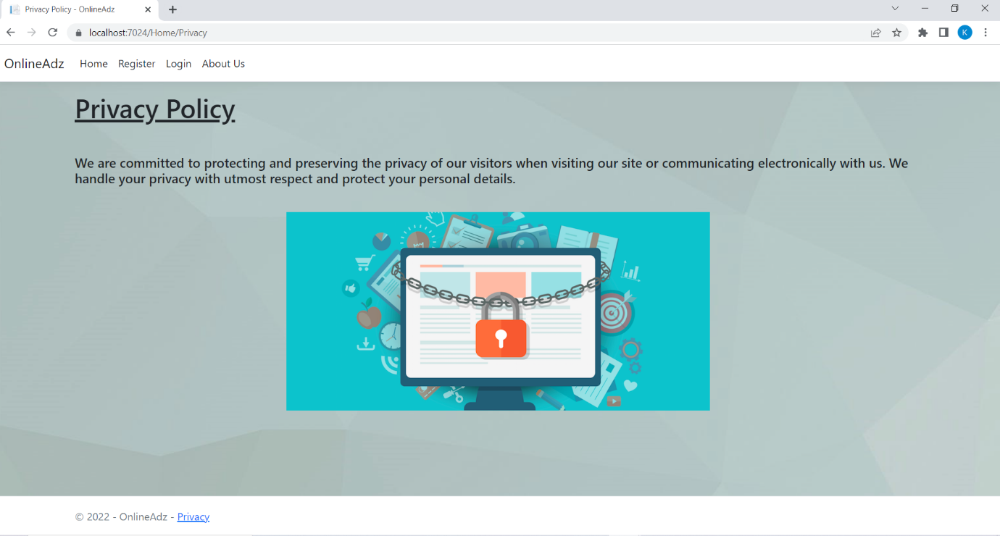 Privacy Policy - OnlineAdz
localhost:7024/Home/Privacy
K
OnlineAdz Home Register Login About Us
Privacy Policy
We are committed to protecting and preserving the privacy of our visitors when visiting our site or communicating electronically with us. We
handle your privacy with utmost respect and protect your personal details.
© 2022 - OnlineAdz - Privacy